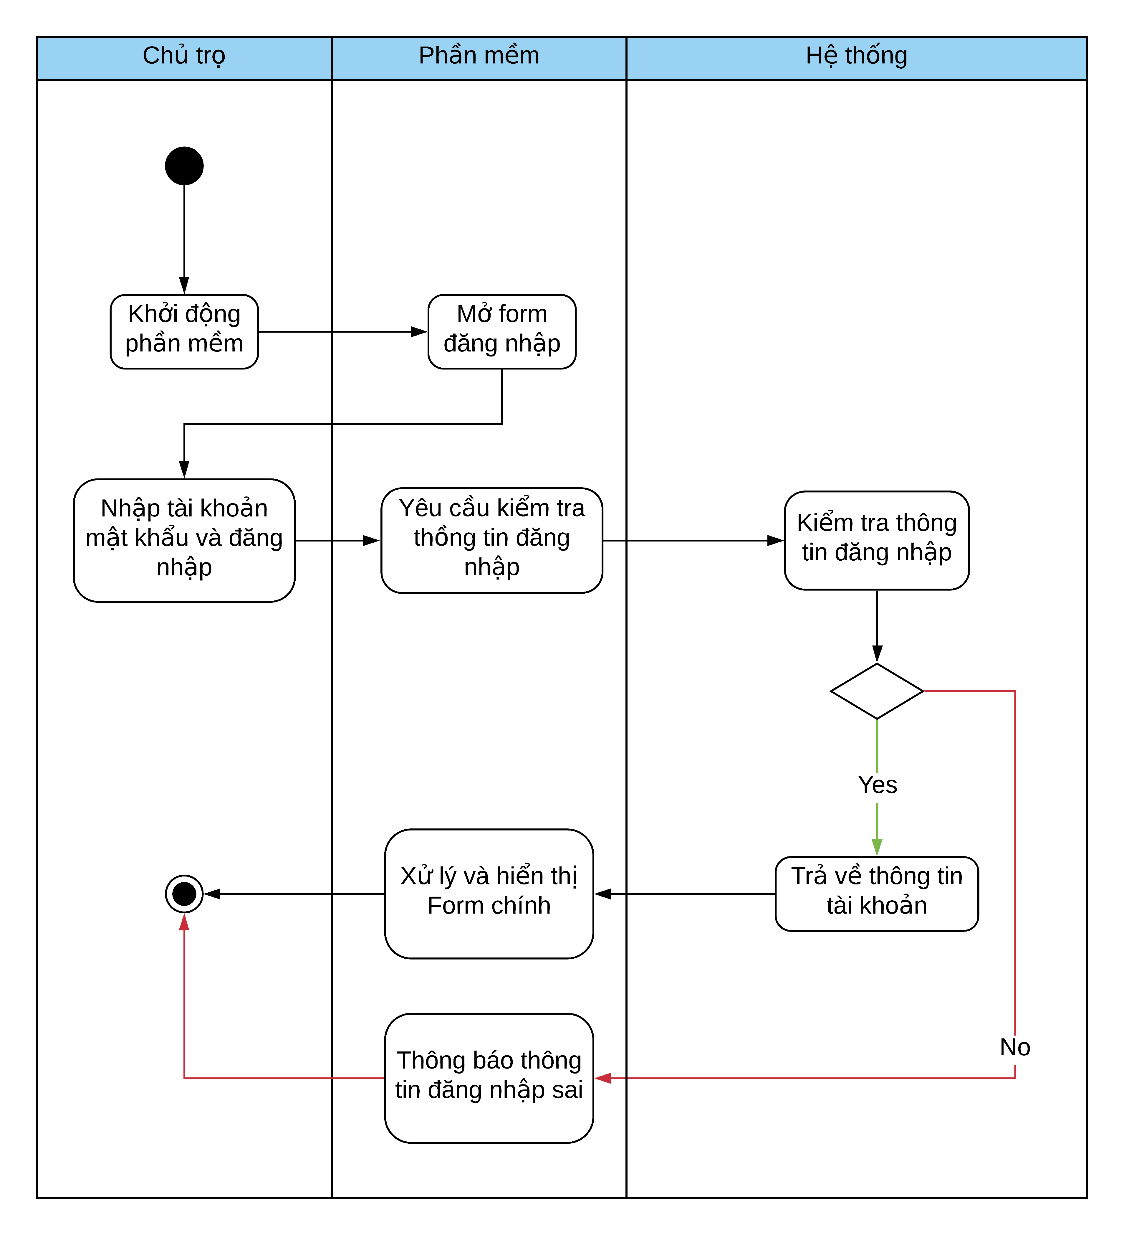 Chủ trọ
Phần mềm
Hệ thống
Khởi động
phần mềm
Mở form
đăng nhập
Nhập tài khoản
mật khẩu và đăng
nhập
Yêu cầu kiểm tra
thồng tin đăng
nhập
Kiểm tra thông
tin đăng nhập
Yes
Xử lý và hiển thị
Form chính
Trả về thông tin
tài khoản
No
Thông báo thông
tin đăng nhập sai